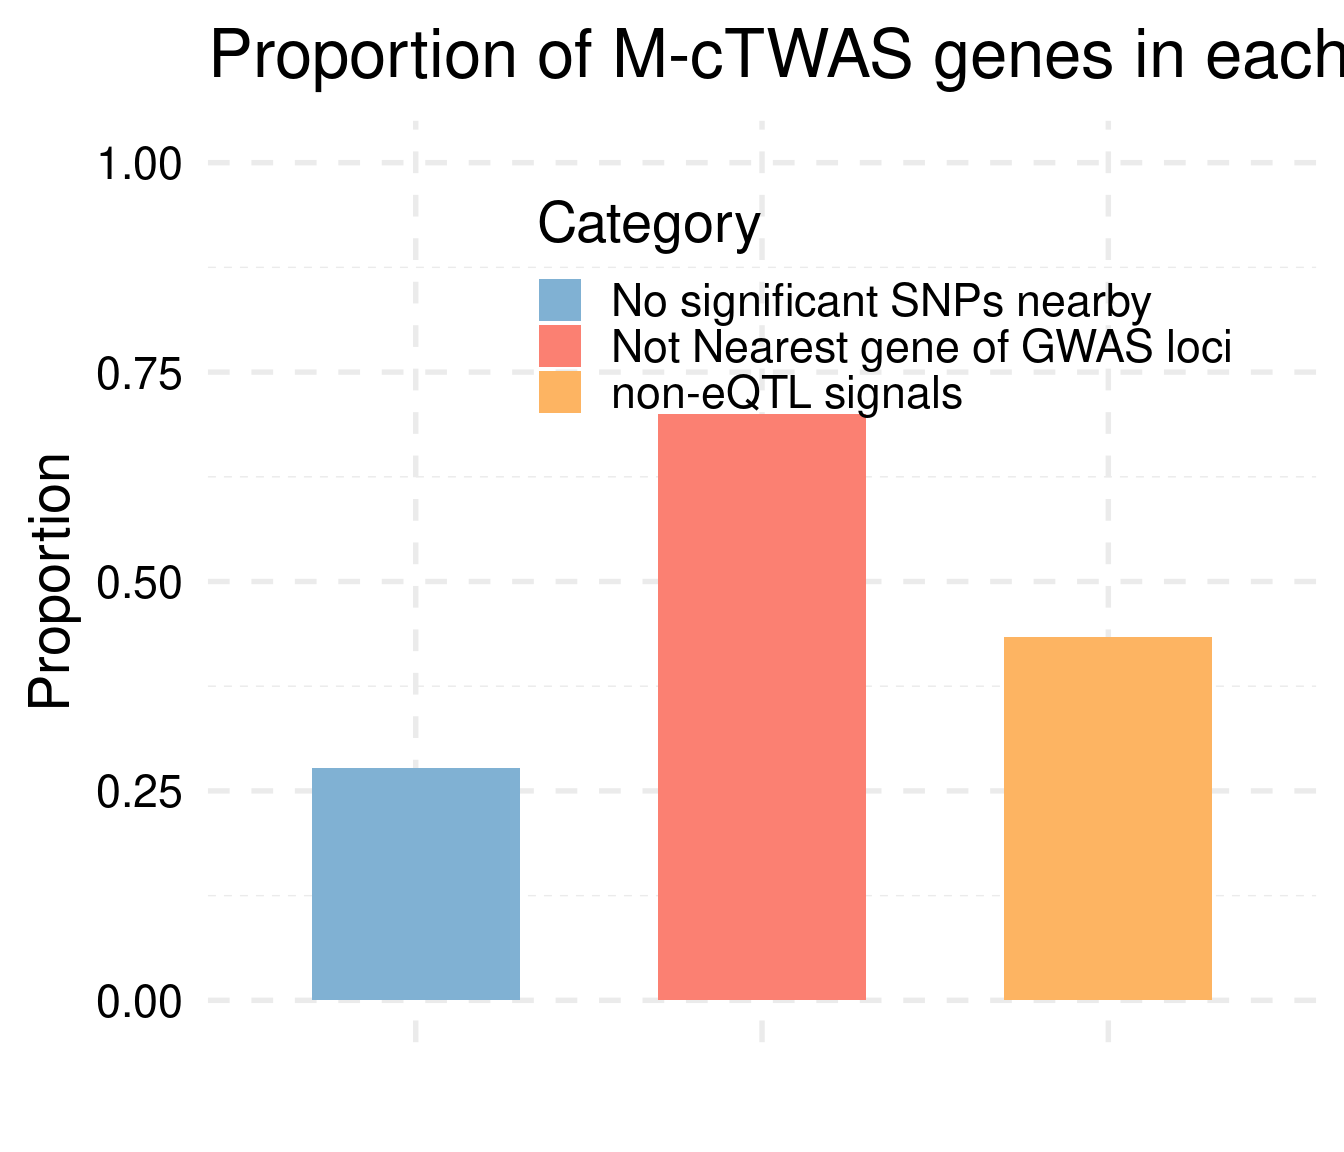 Proportion of M-cTWAS genes in each
1.00
0.75
0.50
0.25
0.00
Proportion
Category
No significant SNPs nearby
Not Nearest gene of GWAS loci
non-eQTL signals